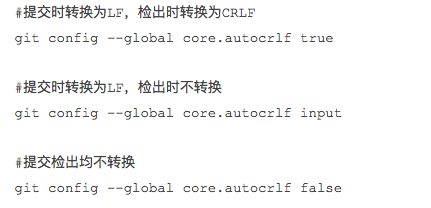 #提交时转换为LF，检出时转换为CRLF
git config --global core.autocrlf true
#提交时转换为LF，检出时不转换
git config --global core.autocrlf input
#提交检出均不转换
git config --global core.autocrlf false